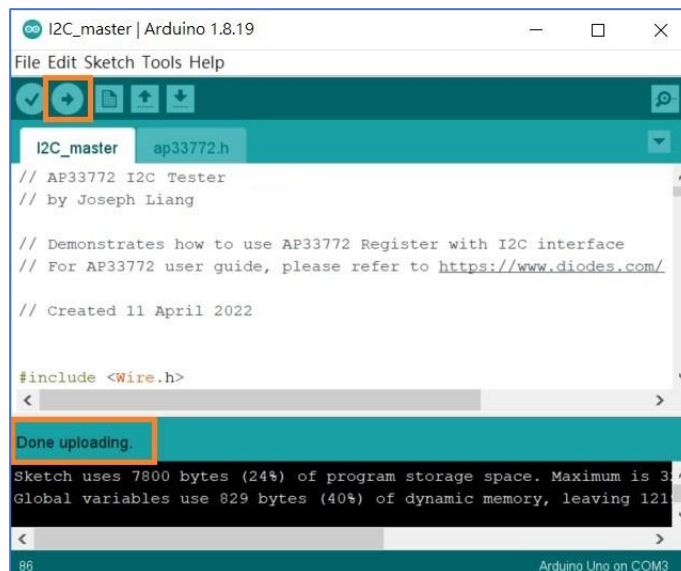 I2C_master | Arduino 1.8.19
File Edit Sketch Tools Help
I2C_master ap33772.h
// AP33772 I2C Tester
// by Joseph Liang
// Demonstrates how to use AP33772 Register with I2C interface
// For AP33772 user guide, please refer to https://www.diodes.com/
// Created 11 April 2022
#include <Wire.h>
Done uploading.
Sketch uses 7800 bytes (24%) of program storage space. Maximum is 3
Global variables use 829 bytes (40%) of dynamic memory, leaving 121
86 Arduino Uno on COM3